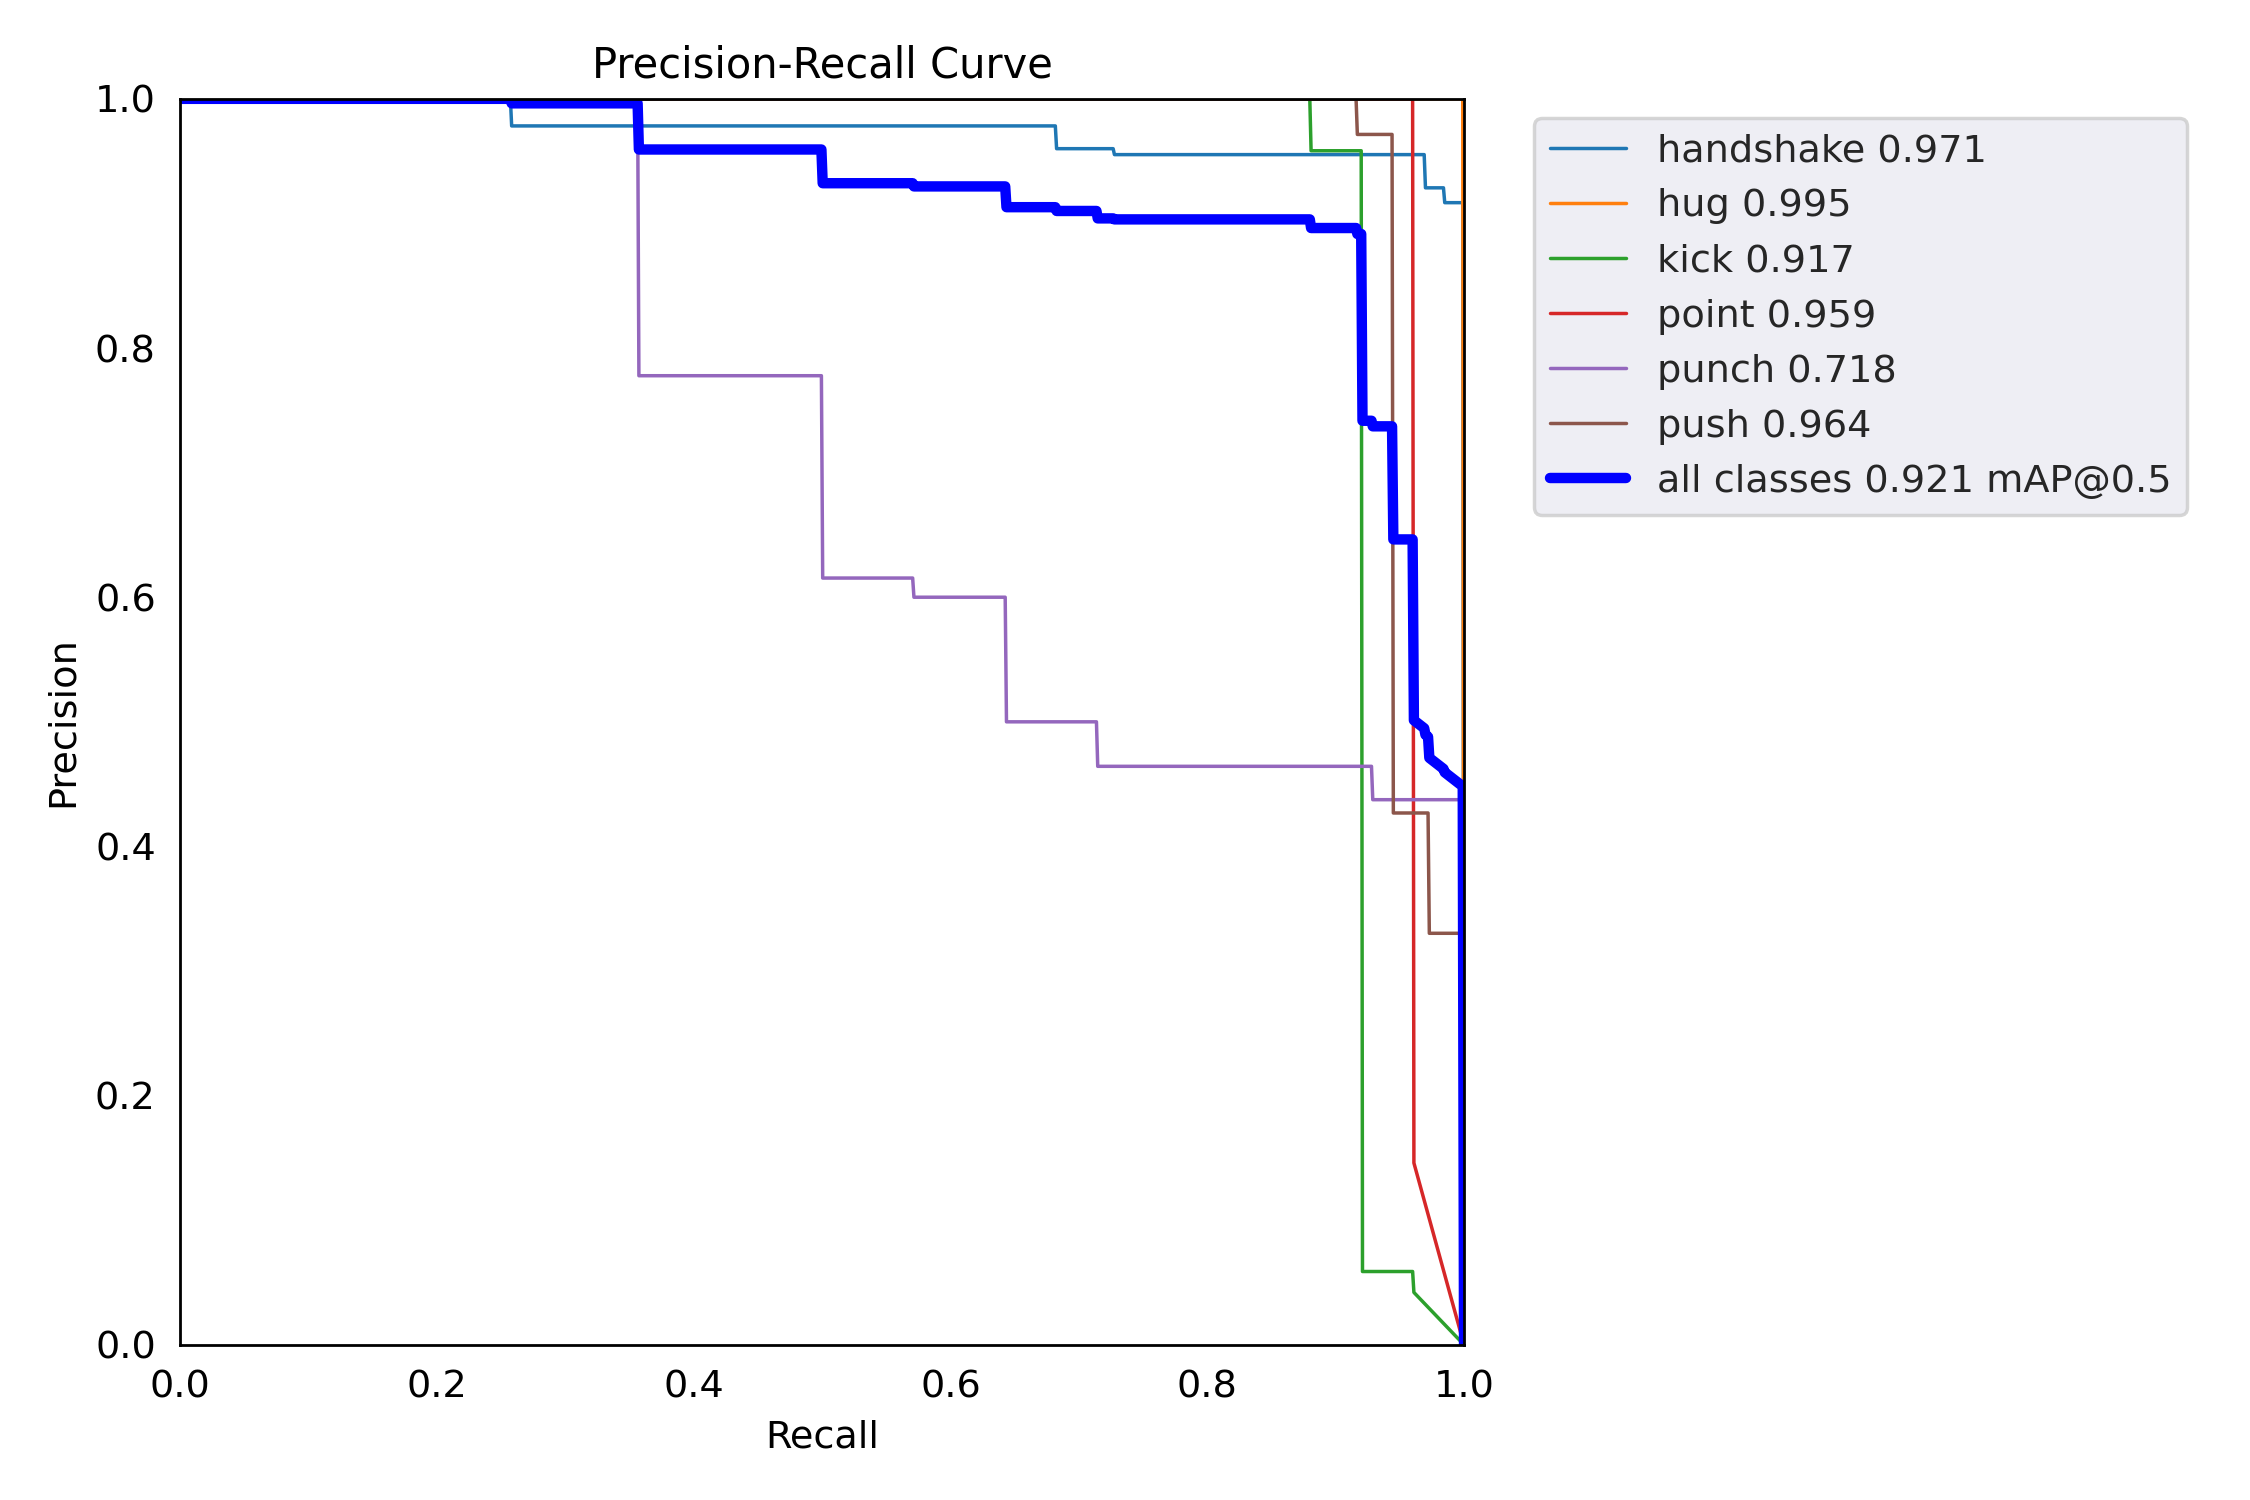 Precision-Recall Curve
1.0
0.8
0.6
0.4
0.2
0.0
Precision
0.0 0.2 0.4 0.6 0.8 1.0
Recall
handshake 0.971
hug 0.995
kick 0.917
point 0.959
punch 0.718
push 0.964
all classes 0.921 mAP@0.5